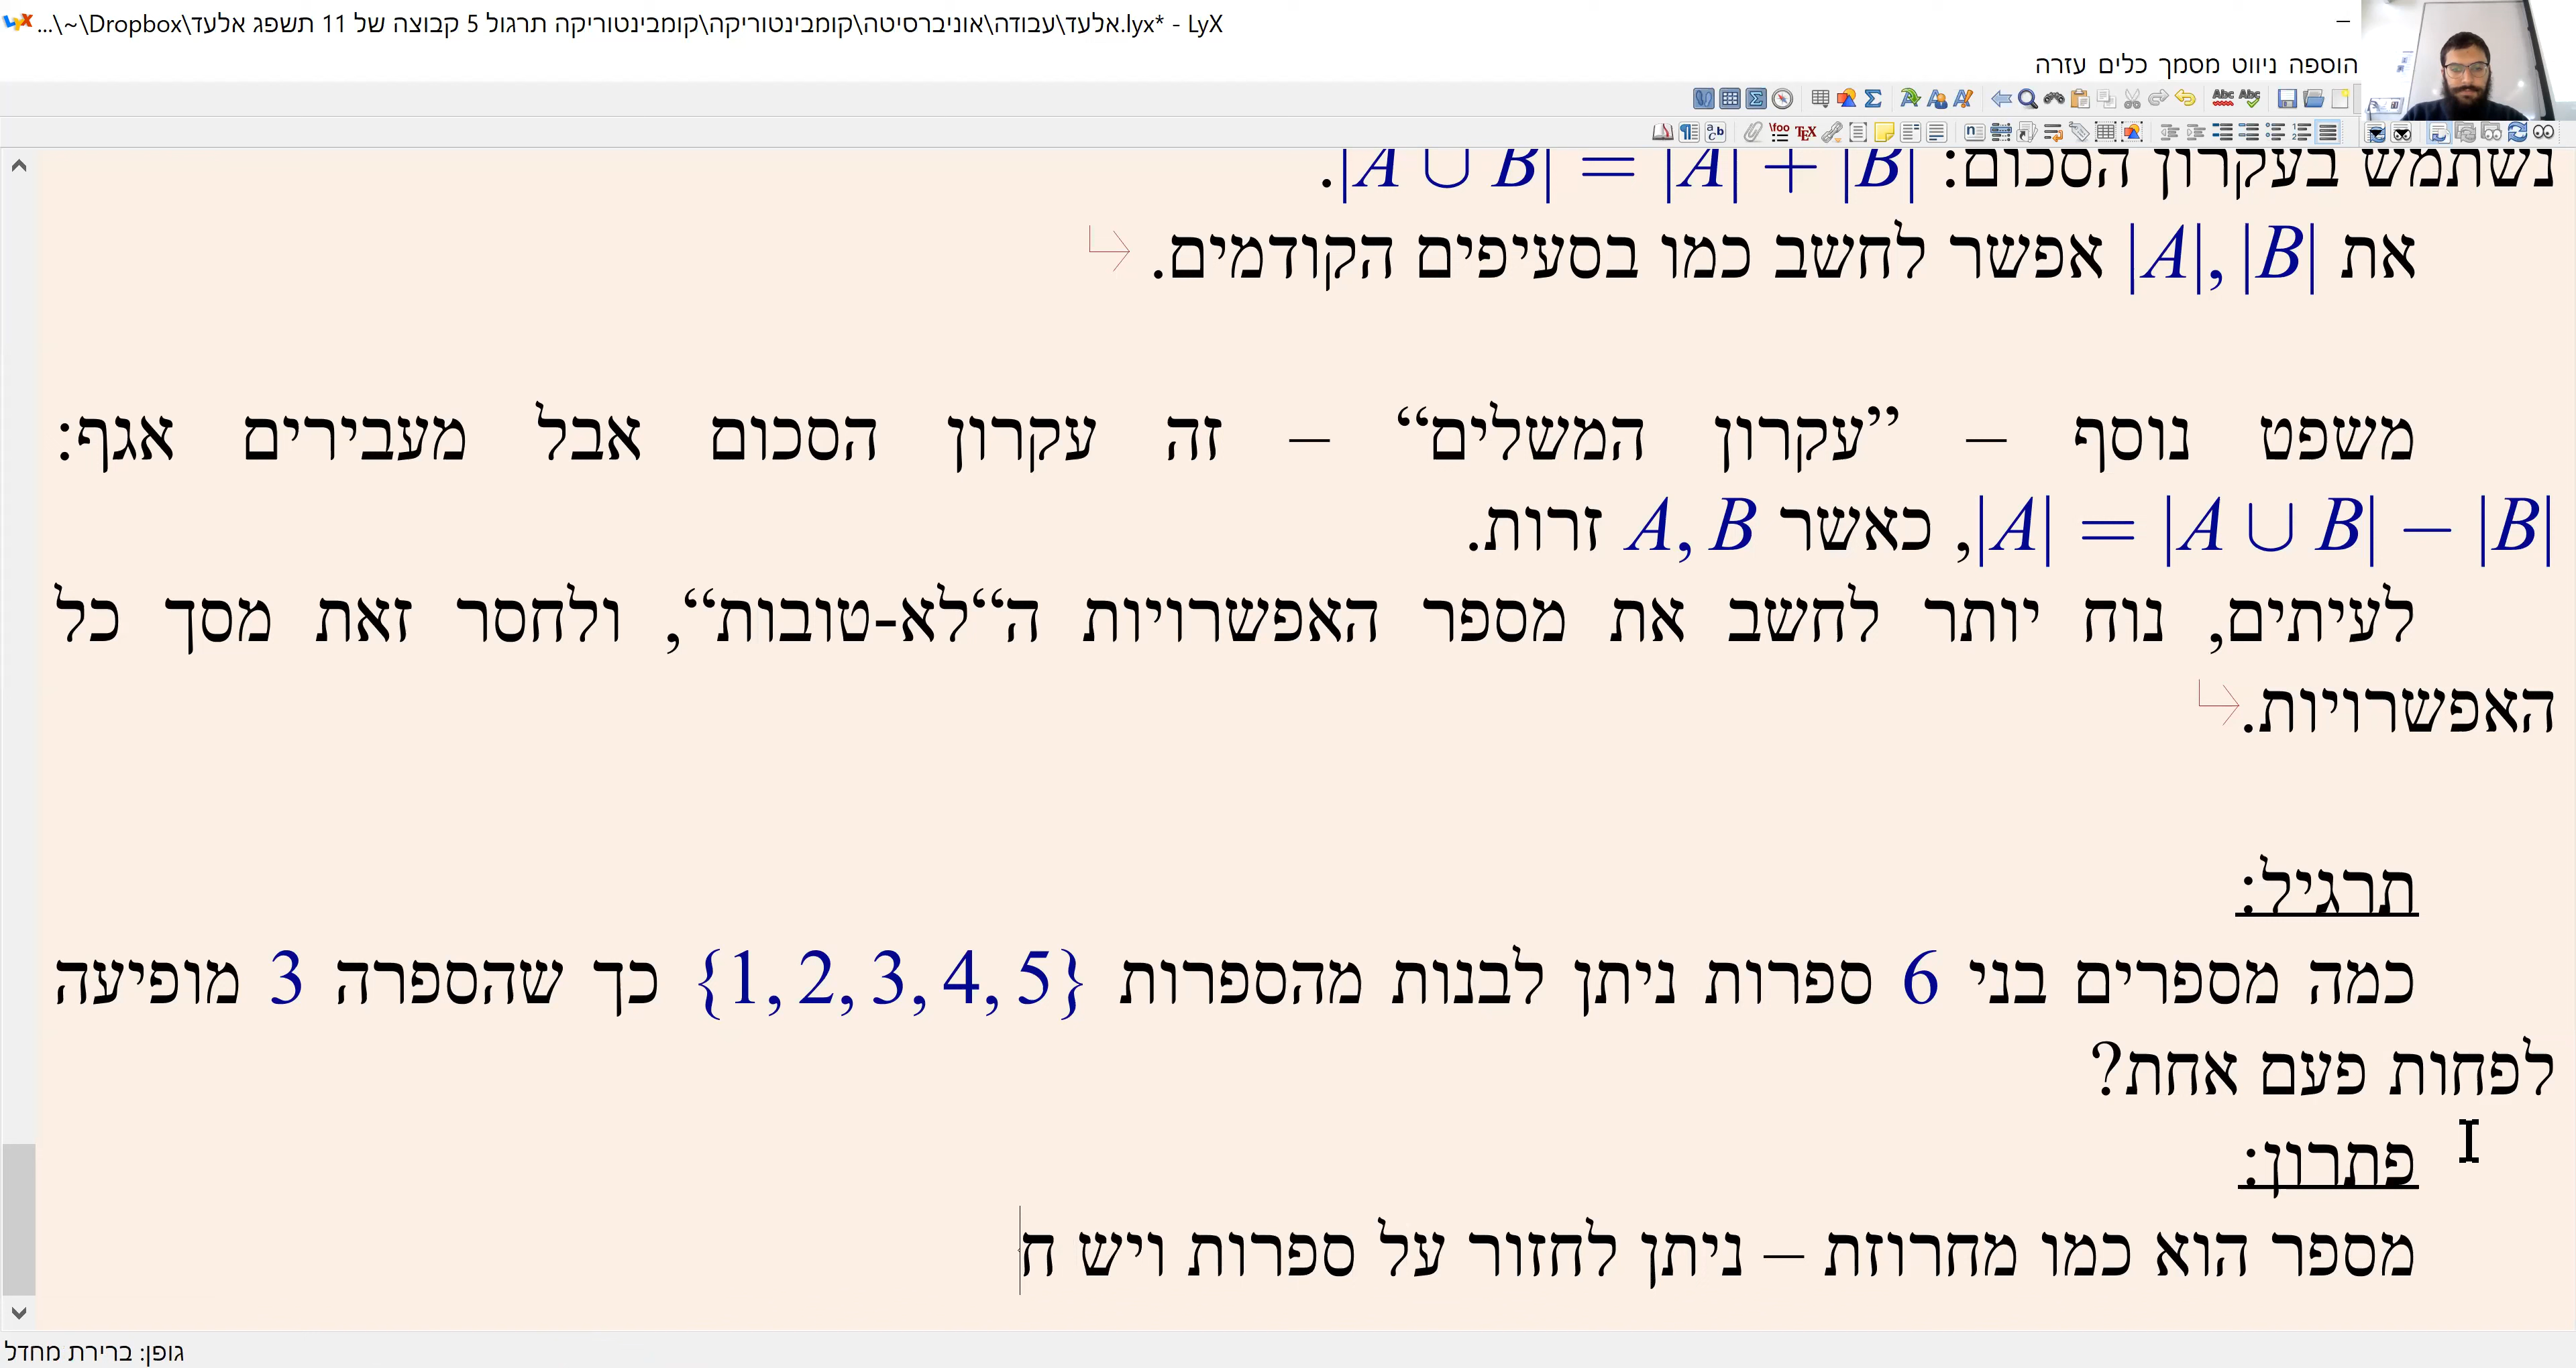 ...\~\Dropbox\אלעד\עבודה\אוניברסיטה\קומבינטוריקה\קומבינטוריקה תרגול 5 קבוצה של 11 תשפג אלעד.lyx* - LyX
הוספה ניווט מסמך כלים עזרה
נשתמש בעקרון הסכום: |A ∪ B| = |A| + |B|.
את |A|, |B| אפשר לחשב כמו בסעיפים הקודמים.
משפט נוסף – ”עקרון המשלים“ – זה עקרון הסכום אבל מעבירים אגף:
|A| = |A ∪ B| − |B|, כאשר A, B זרות.
לעיתים, נוח יותר לחשב את מספר האפשרויות ה“לא-טובות“, ולחסר זאת מסך כל
האפשרויות.
תרגיל:
כמה מספרים בני 6 ספרות ניתן לבנות מהספרות {1, 2, 3, 4, 5} כך שהספרה 3 מופיעה
לפחות פעם אחת?
פתרון:
מספר הוא כמו מחרוזת – ניתן לחזור על ספרות ויש ח
גופן: ברירת מחדל